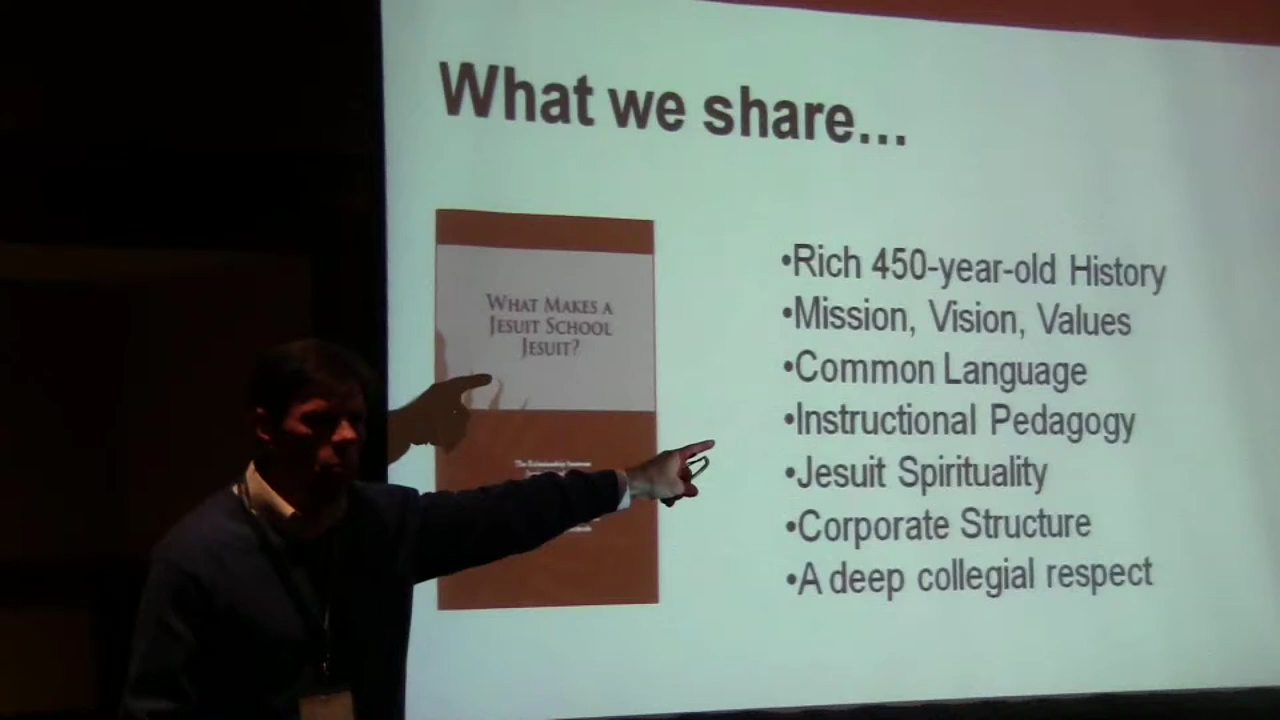 What we share...
WHAT MAKES A
JESUIT SCHOOL
JESUIT?
•Rich 450-year-old History
•Mission, Vision, Values
•Common Language
•Instructional Pedagogy
•Jesuit Spirituality
•Corporate Structure
•A deep collegial respect